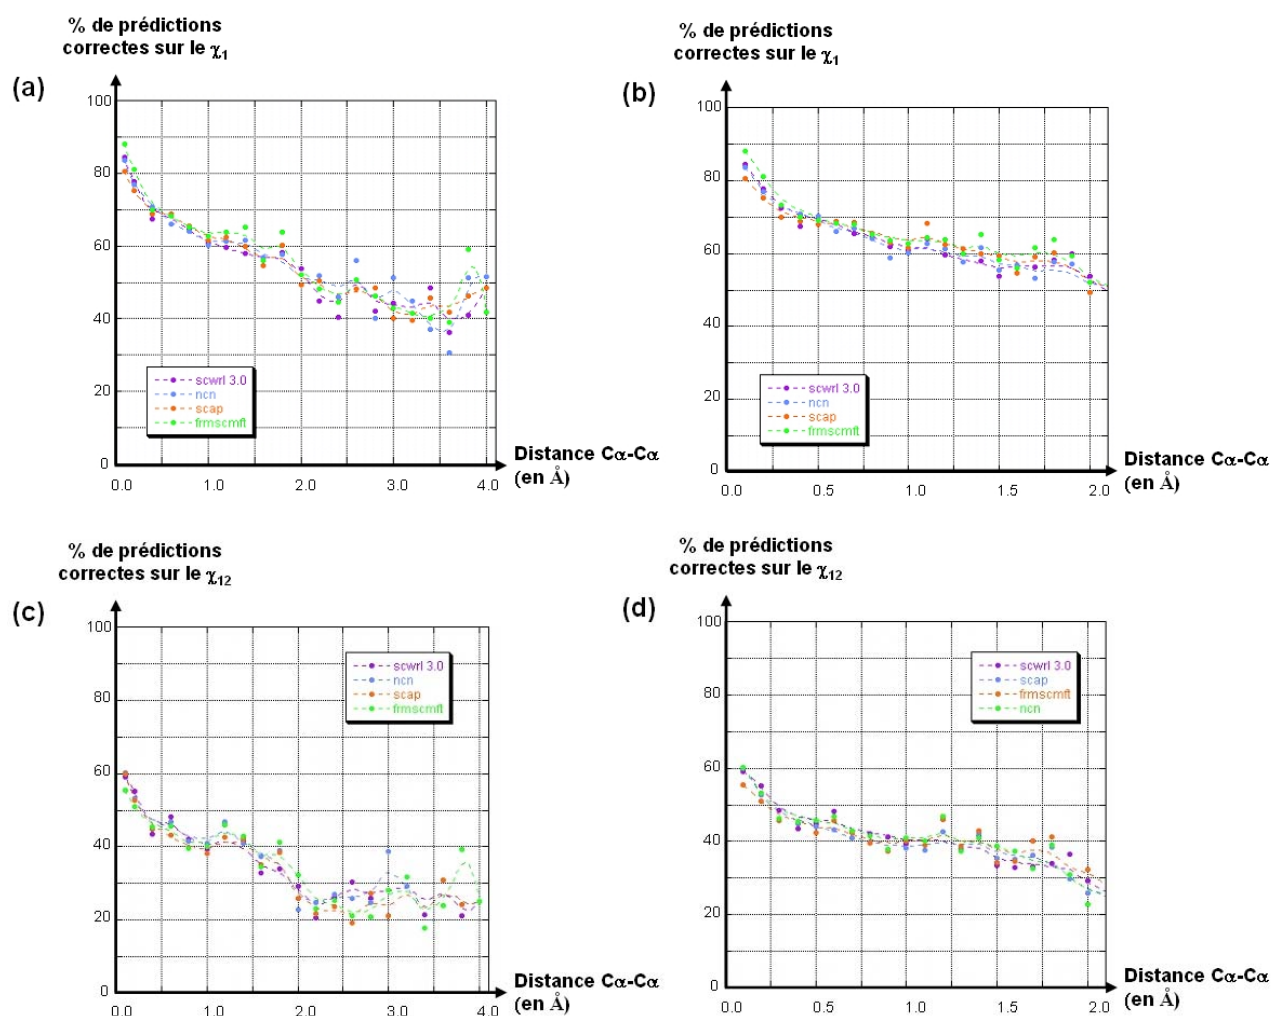 % de prédictions
correctes sur le χ1
(a)
100
80
60
40
20
0
scwrl 3.0
ncn
scap
frmscmft
0.0 1.0 2.0 3.0 4.0
Distance Cα-Cα
(en Å)
% de prédictions
correctes sur le χ1
(b)
100
80
60
40
20
0
scwrl 3.0
ncn
scap
frmscmft
0.0 0.5 1.0 1.5 2.0
Distance Cα-Cα
(en Å)
% de prédictions
correctes sur le χ12
(c)
100
80
60
40
20
0
scwrl 3.0
ncn
scap
frmscmft
0.0 1.0 2.0 3.0 4.0
Distance Cα-Cα
(en Å)
% de prédictions
correctes sur le χ12
(d)
100
80
60
40
20
0
scwrl 3.0
scap
frmscmft
ncn
0.0 0.5 1.0 1.5 2.0
Distance Cα-Cα
(en Å)